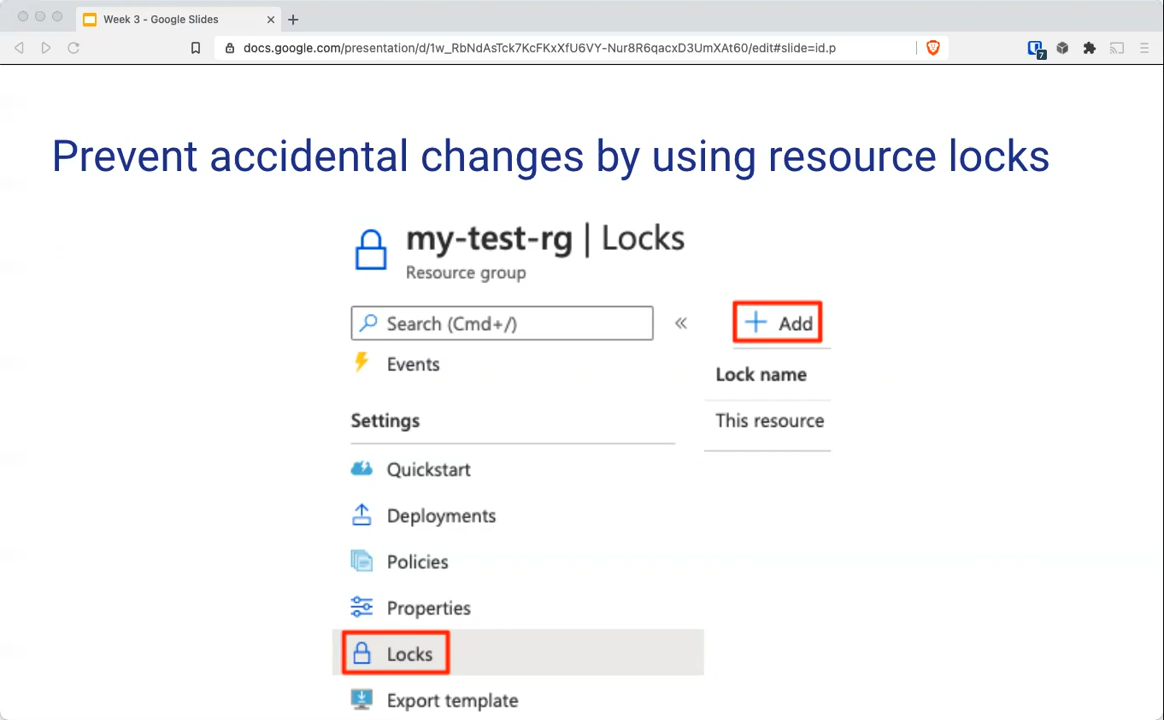 Week 3 - Google Slides
docs.google.com/presentation/d/1w_RbNdAsTck7KcFKxXfU6VY-Nur8R6qacxD3UmXAt60/edit#slide=id.p
7
Prevent accidental changes by using resource locks
my-test-rg | Locks
Resource group
Search (Cmd+/)
«
+ Add
Events
Lock name
Settings
This resource
Quickstart
Deployments
Policies
Properties
Locks
Export template